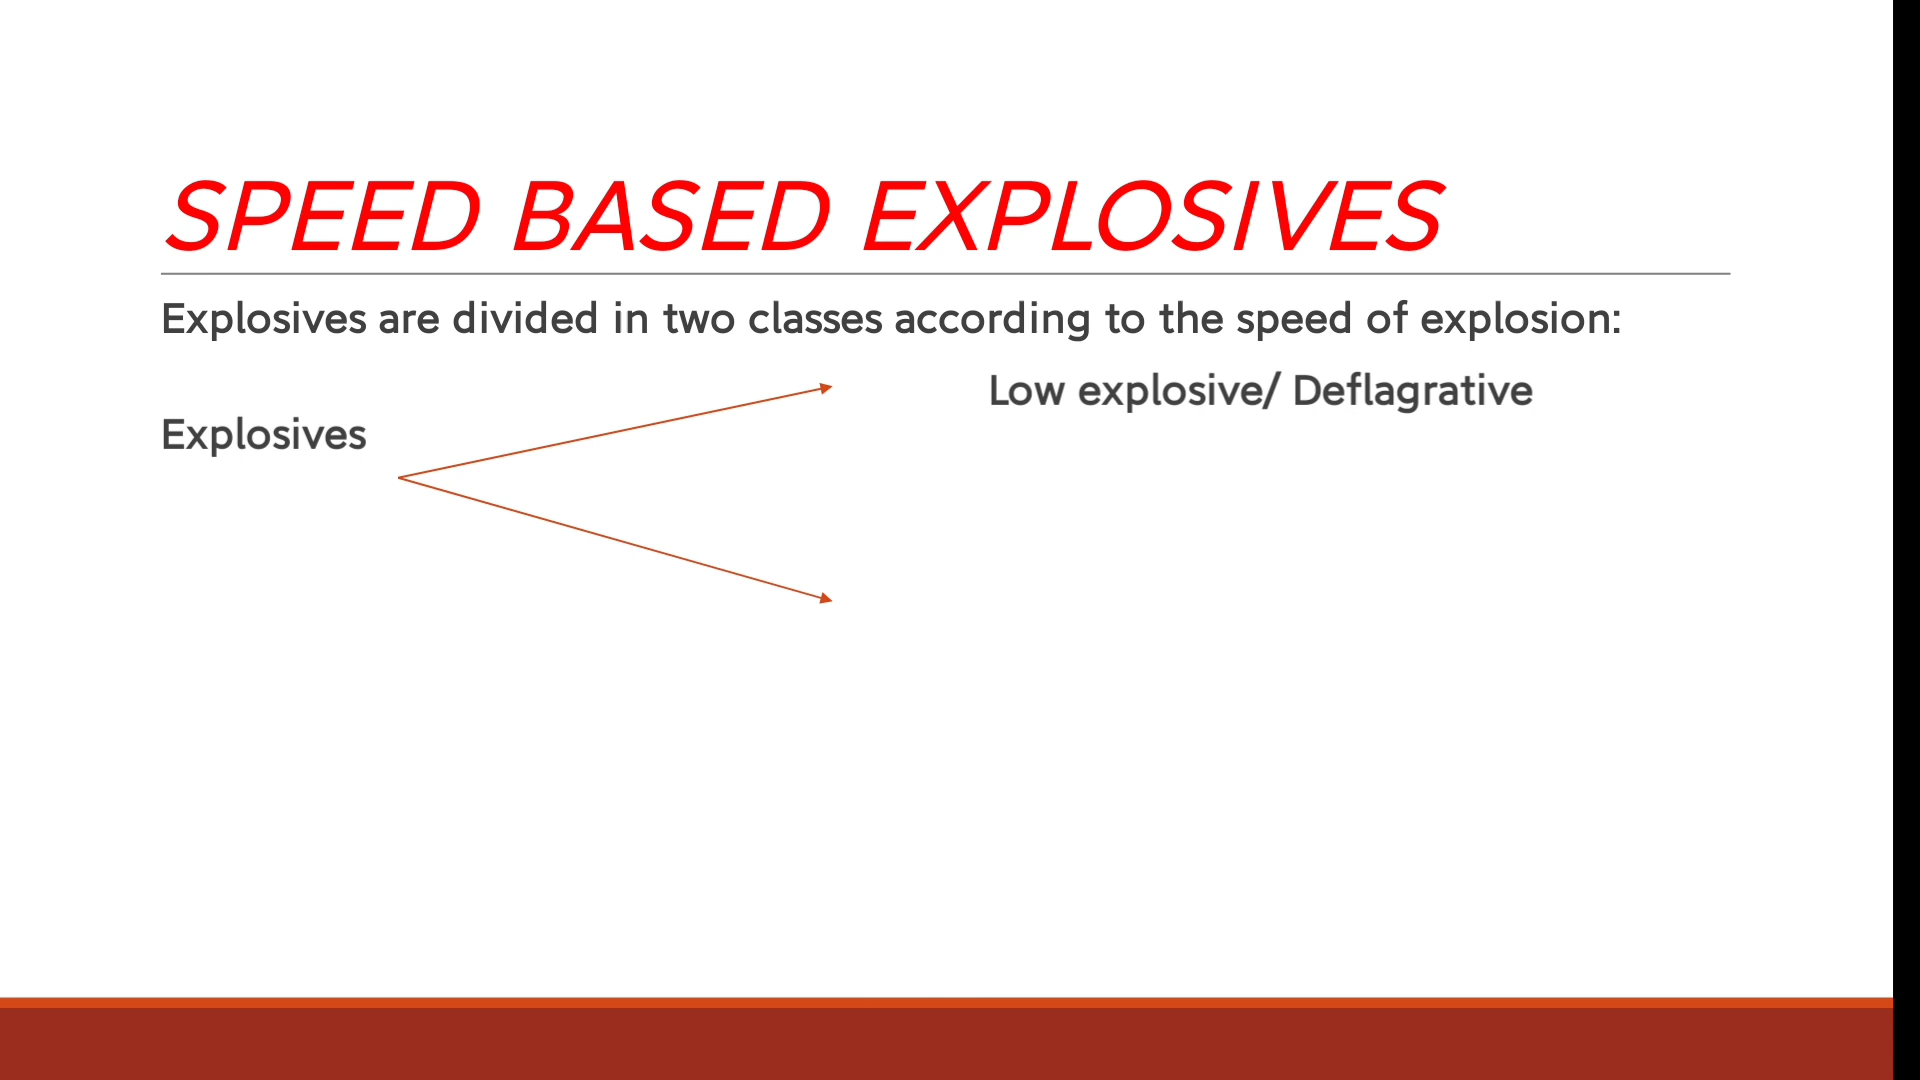 SPEED BASED EXPLOSIVES
Explosives are divided in two classes according to the speed of explosion:
Low explosive/ Deflagrative
Explosives